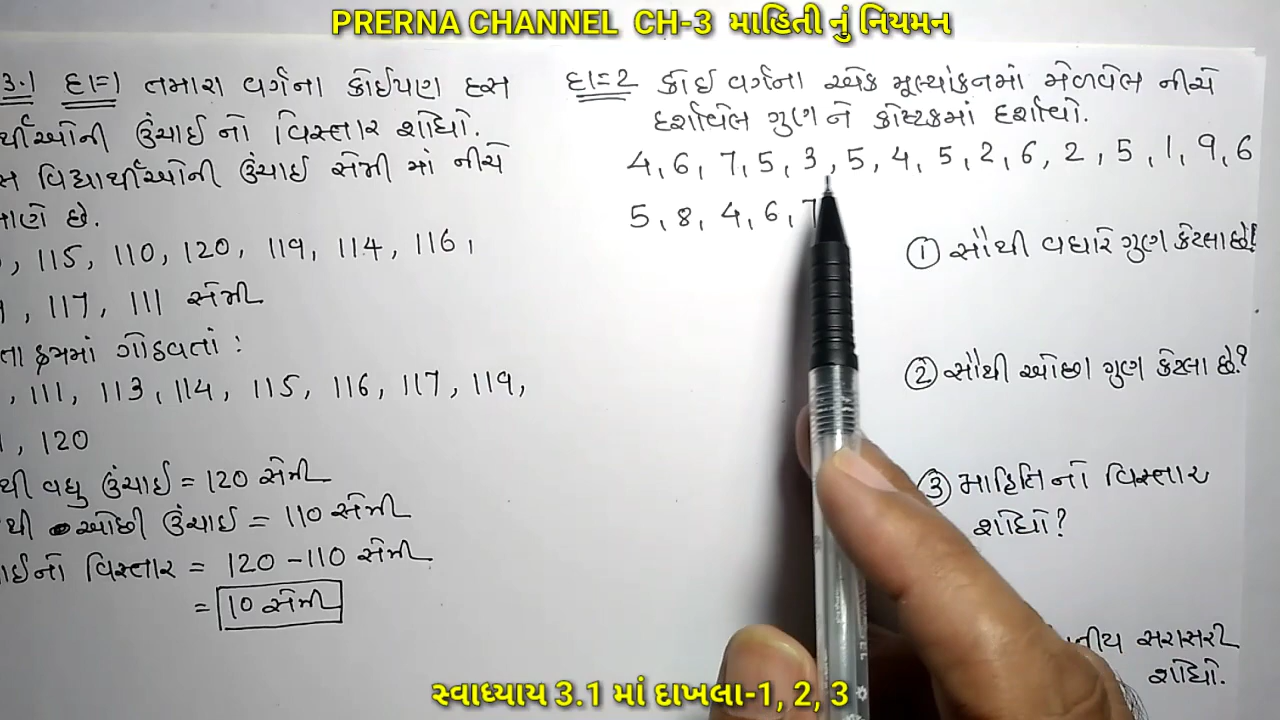 PRERNA CHANNEL CH-3 માહિતી નું નિયમન
3.1 દા=1 તમારા વર્ગના કોઈપણ દસ
ર્થીઓની ઉંચાઈ નો વિસ્તાર શોધો.
વિદ્યાર્થીઓની ઉંચાઈ સેમી માં નીચે
માણે છે.
, 115, 110, 120, 119, 114, 116,
, 117, 111 સેમી
તા ક્રમમાં ગોઠવતાં :
, 111, 113, 114, 115, 116, 117, 119,
, 120
થી વધુ ઉંચાઈ = 120 સેમી
થી ઓછી ઉંચાઈ = 110 સેમી
ાઈનો વિસ્તાર = 120 - 110 સેમી
= 10 સેમી
દા=2 કોઈ વર્ગના એક મૂલ્યાંકનમાં મેળવેલ નીચે
દર્શાવેલ ગુણ ને કોષ્ટકમાં દર્શાવો.
4, 6, 7, 5, 3, 5, 4, 5, 2, 6, 2, 5, 1, 9, 6
5, 8, 4, 6, 7
① સૌથી વધારે ગુણ કેટલા છે?
② સૌથી ઓછા ગુણ કેટલા છે?
③ માહિતિનો વિસ્તાર
શોધો?
નીય સરાસરી
શોધો.
સ્વાધ્યાય 3.1 માં દાખલા-1, 2, 3